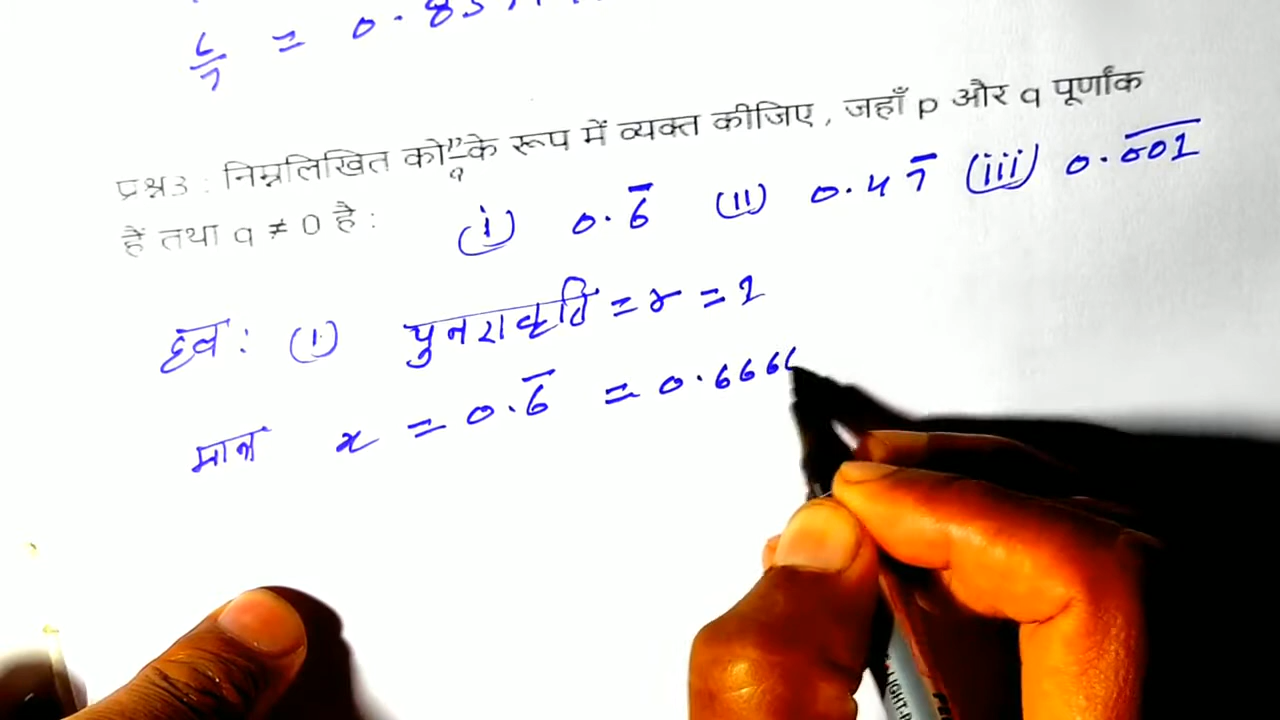 6/7 = 0.857
प्रश्न3 : निम्नलिखित को p/q के रूप में व्यक्त कीजिए , जहाँ p और q पूर्णांक
हैं तथा q ≠ 0 है : (i) 0.6̅ (ii) 0.47̅ (iii) 0.0̅0̅1̅
हल : (i) पुनरावृत्ति = r = 1
माना x = 0.6̅ = 0.6666